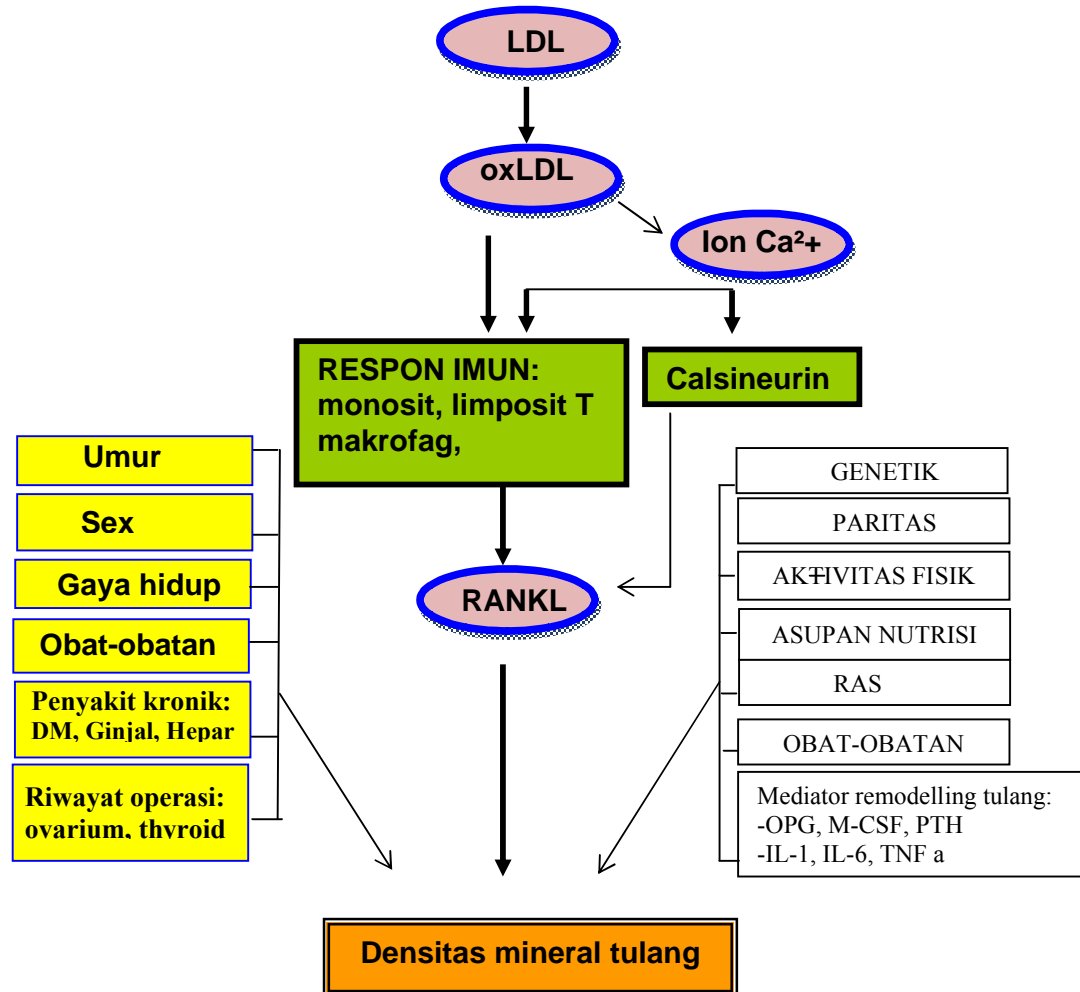 LDL
oxLDL
Ion Ca²+
RESPON IMUN:
monosit, limposit T
makrofag,
Calsineurin
Umur
Sex
Gaya hidup
Obat-obatan
Penyakit kronik:
DM, Ginjal, Hepar
Riwayat operasi:
ovarium, thyroid
RANKL
GENETIK
PARITAS
AKTIVITAS FISIK
ASUPAN NUTRISI
RAS
OBAT-OBATAN
Mediator remodelling tulang:
-OPG, M-CSF, PTH
-IL-1, IL-6, TNF a
Densitas mineral tulang